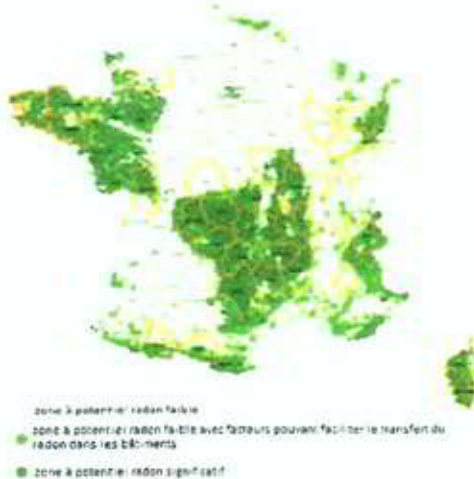 zone à potentiel radon faible
zone à potentiel radon faible avec facteurs pouvant faciliter le transfert du
radon dans les bâtiments
zone à potentiel radon significatif